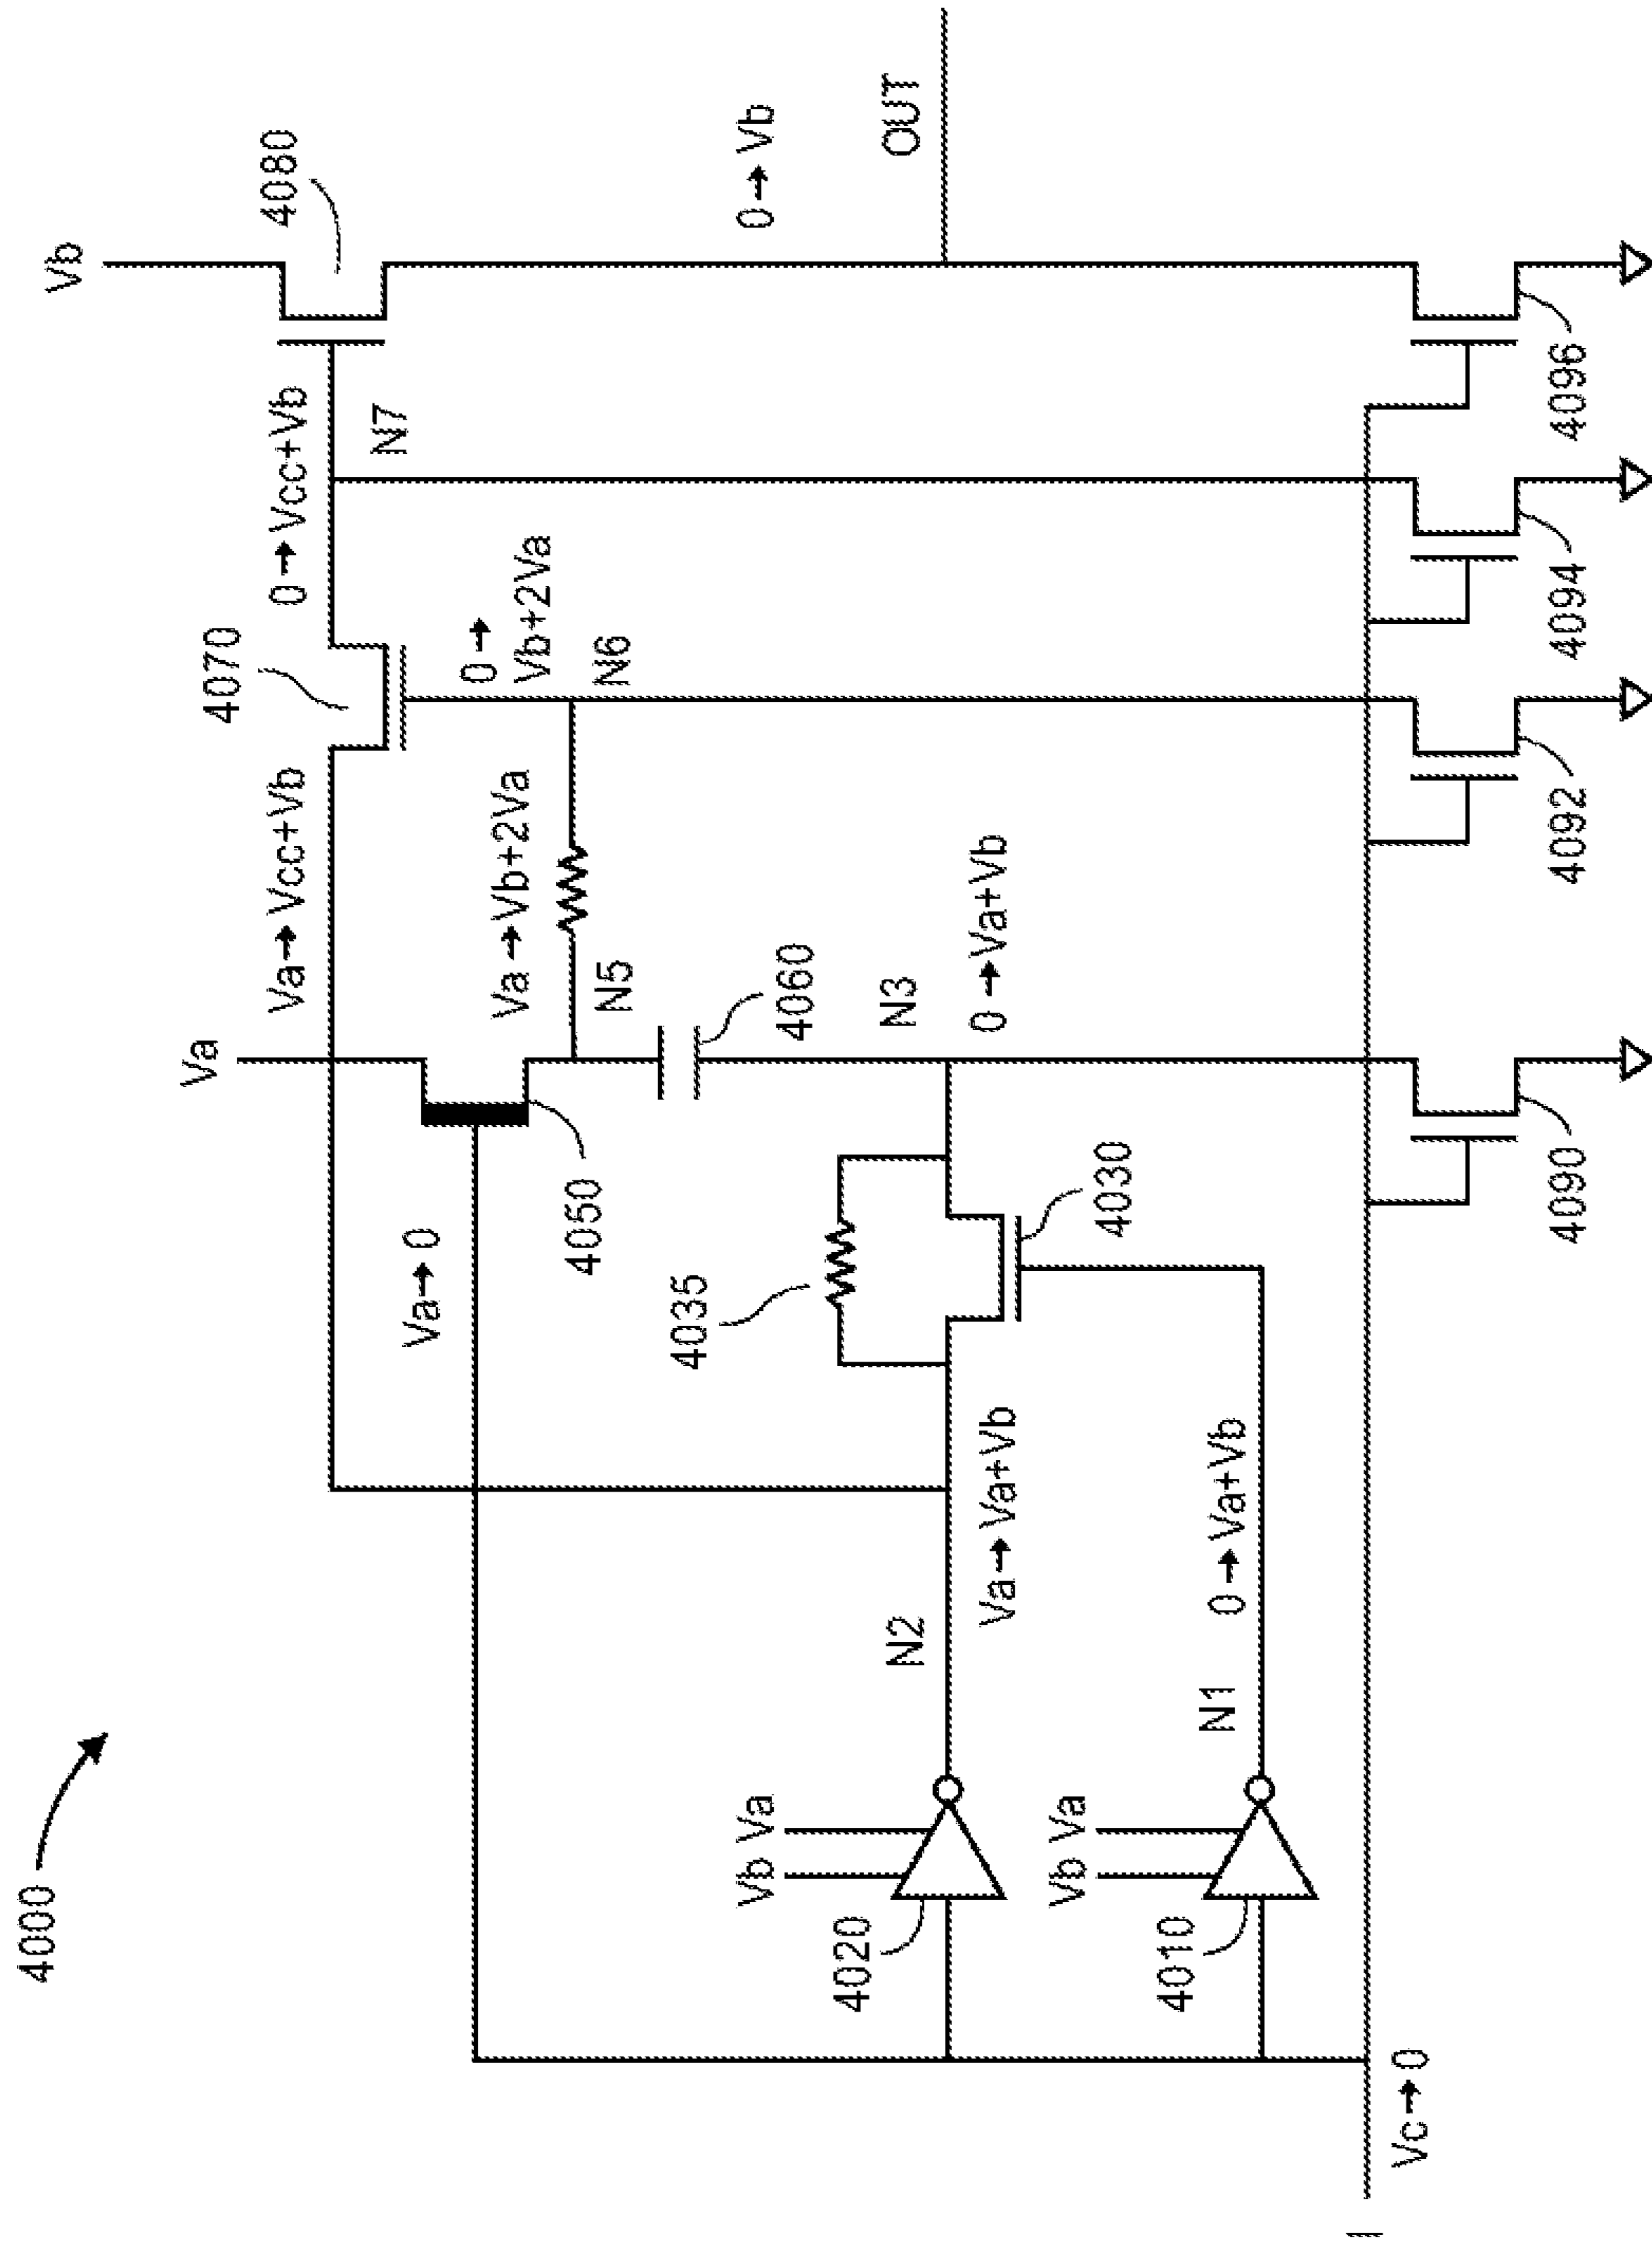 4000
Vb
4080
0→Vb
OUT
0→Vcc+Vb
N7
4070
0→
Vb+2Va
N6
Va→Vcc+Vb
Va→Vb+2Va
N5
Va
4060
N3
0→Va+Vb
4050
Va→0
4035
4030
Va→Va+Vb
N2
0→Va+Vb
N1
Vb Va
4020
Vb Va
4010
4090
4092
4094
4096
Vc→0
I